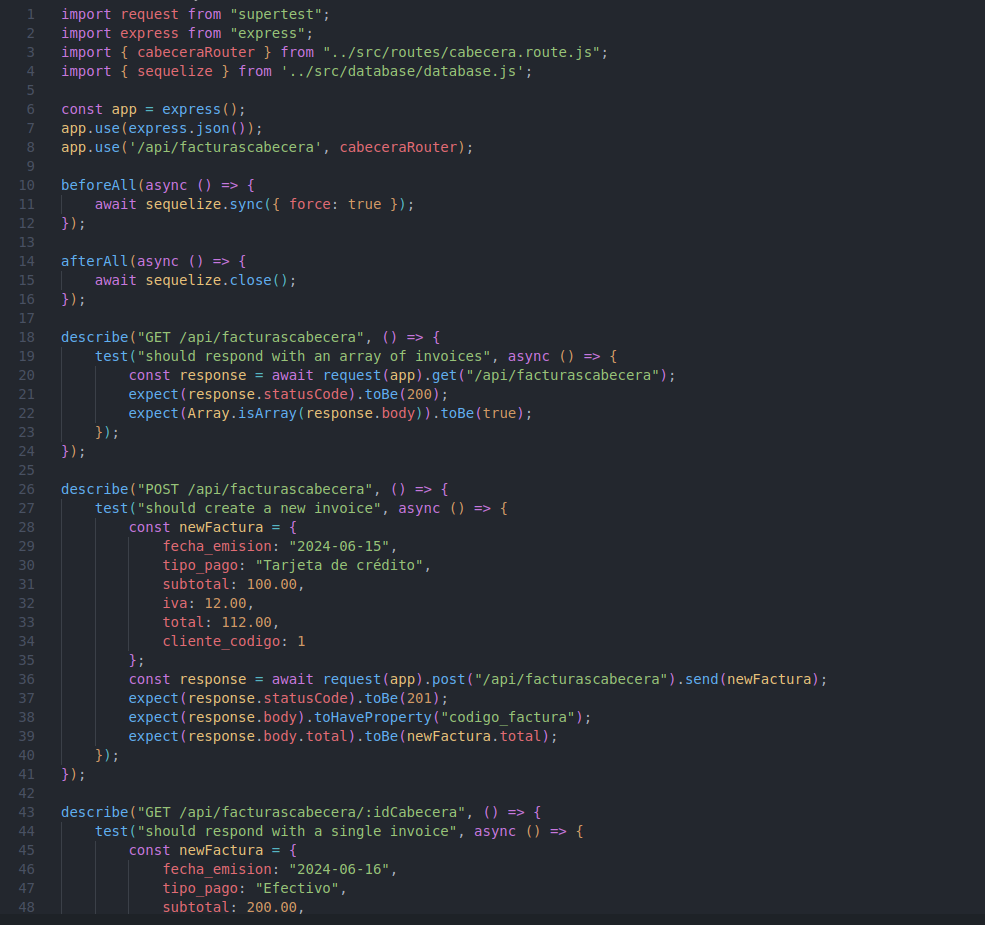 1 import request from "supertest";
2 import express from "express";
3 import { cabeceraRouter } from "../src/routes/cabecera.route.js";
4 import { sequelize } from '../src/database/database.js';
5
6 const app = express();
7 app.use(express.json());
8 app.use('/api/facturascabecera', cabeceraRouter);
9
10 beforeAll(async () => {
11     await sequelize.sync({ force: true });
12 });
13
14 afterAll(async () => {
15     await sequelize.close();
16 });
17
18 describe("GET /api/facturascabecera", () => {
19     test("should respond with an array of invoices", async () => {
20         const response = await request(app).get("/api/facturascabecera");
21         expect(response.statusCode).toBe(200);
22         expect(Array.isArray(response.body)).toBe(true);
23     });
24 });
25
26 describe("POST /api/facturascabecera", () => {
27     test("should create a new invoice", async () => {
28         const newFactura = {
29             fecha_emision: "2024-06-15",
30             tipo_pago: "Tarjeta de crédito",
31             subtotal: 100.00,
32             iva: 12.00,
33             total: 112.00,
34             cliente_codigo: 1
35         };
36         const response = await request(app).post("/api/facturascabecera").send(newFactura);
37         expect(response.statusCode).toBe(201);
38         expect(response.body).toHaveProperty("codigo_factura");
39         expect(response.body.total).toBe(newFactura.total);
40     });
41 });
42
43 describe("GET /api/facturascabecera/:idCabecera", () => {
44     test("should respond with a single invoice", async () => {
45         const newFactura = {
46             fecha_emision: "2024-06-16",
47             tipo_pago: "Efectivo",
48             subtotal: 200.00,